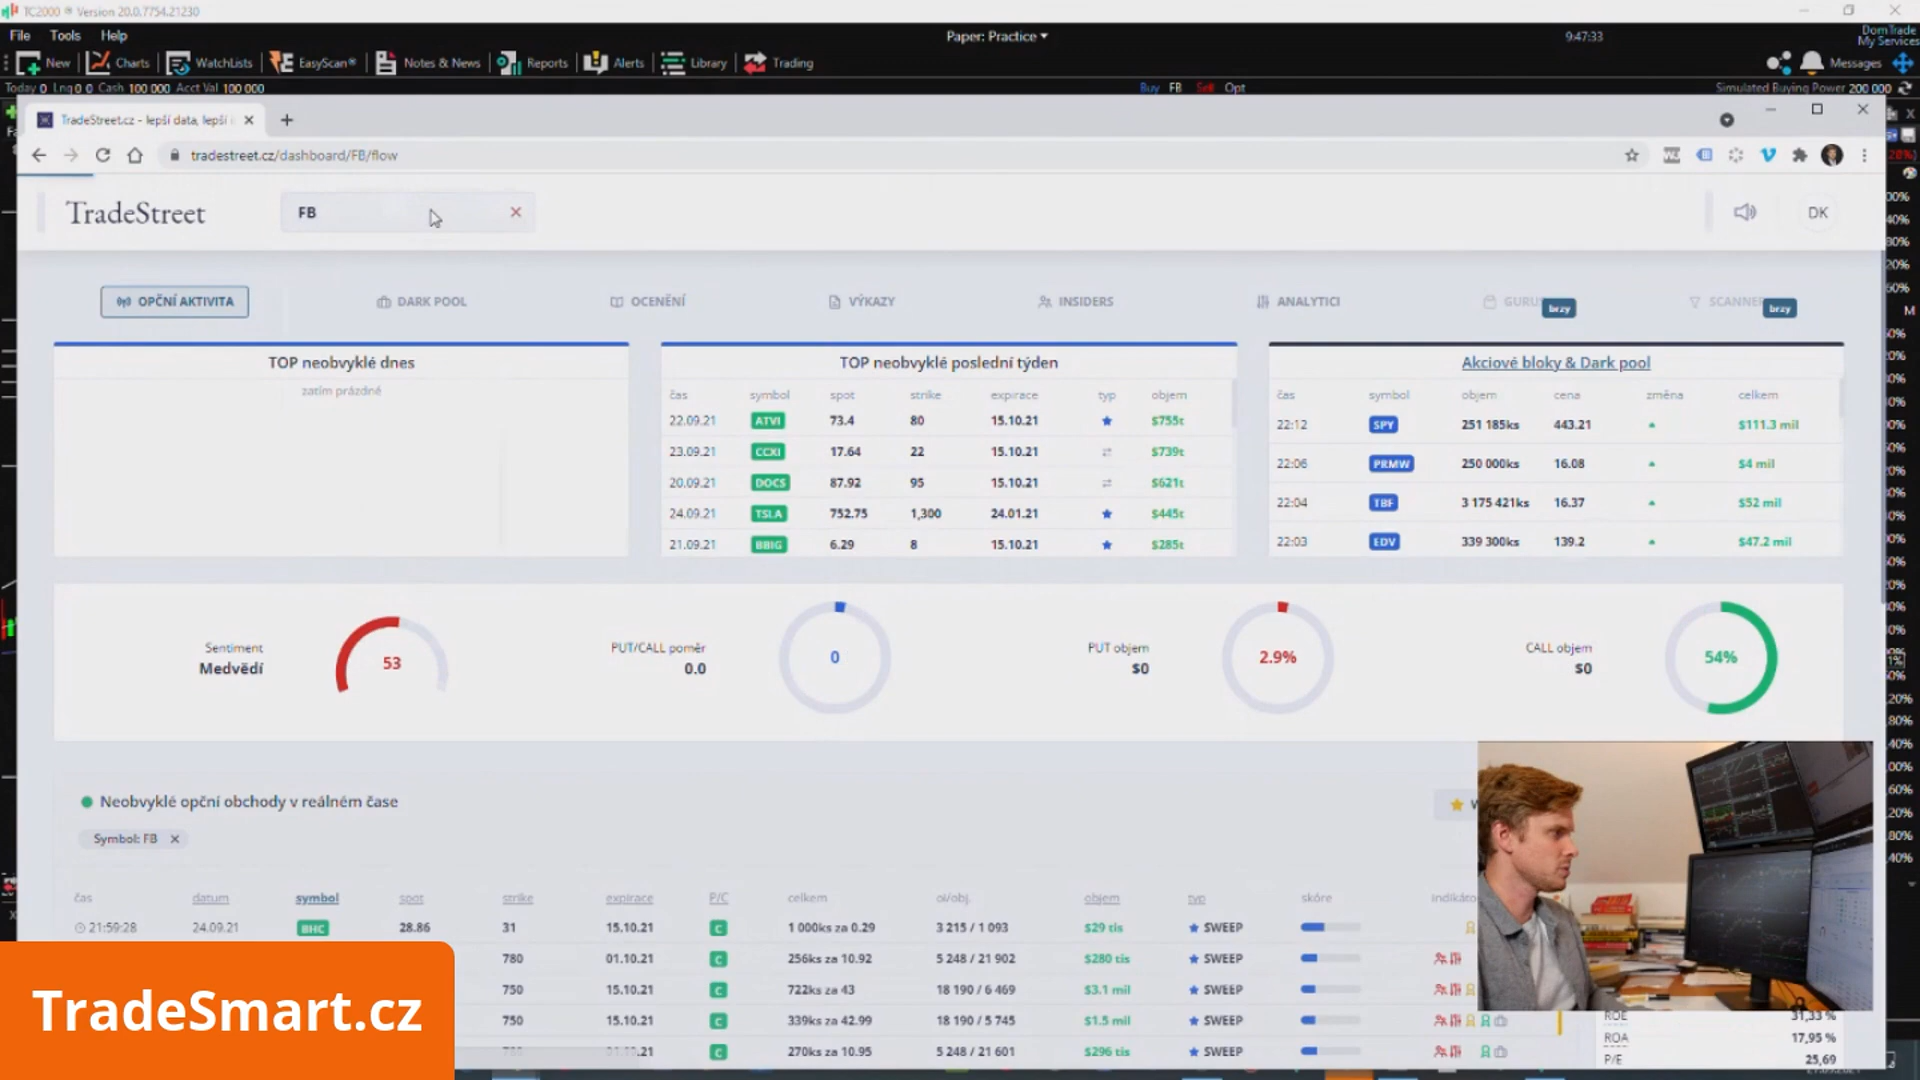 TC2000 ® Version 20.0.7754.21230
File Tools Help
Paper: Practice
9:47:33
DomTrade
My Services
New Charts WatchLists EasyScan® Notes & News Reports Alerts Library Trading
Messages
Today 0 Lng 0 0 Cash 100 000 Acct Val 100 000
Buy FB Sell Opt
Simulated Buying Power 200 000
TradeStreet.cz - lepší data, lepší i
tradestreet.cz/dashboard/FB/flow
TradeStreet
FB
DK
OPČNÍ AKTIVITA DARK POOL OCENĚNÍ VÝKAZY INSIDERS ANALYTICI GURU brzy SCANNER brzy
TOP neobvyklé dnes
zatím prázdné
TOP neobvyklé poslední týden
čas symbol spot strike expirace typ objem
22.09.21 ATVI 73.4 80 15.10.21 $755t
23.09.21 CCXI 17.64 22 15.10.21 $739t
20.09.21 DOCS 87.92 95 15.10.21 $621t
24.09.21 TSLA 752.75 1,300 24.01.21 $445t
21.09.21 BBIG 6.29 8 15.10.21 $285t
Akciové bloky & Dark pool
čas symbol objem cena změna celkem
22:12 SPY 251 185ks 443.21 $111.3 mil
22:06 PRMW 250 000ks 16.08 $4 mil
22:04 TBF 3 175 421ks 16.37 $52 mil
22:03 EDV 339 300ks 139.2 $47.2 mil
Sentiment
Medvědí
53
PUT/CALL poměr
0.0
0
PUT objem
$0
2.9%
CALL objem
$0
54%
Neobvyklé opční obchody v reálném čase
Symbol: FB
čas datum symbol spot strike expirace P/C celkem oi/obj. objem typ skóre Indikáto
21:59:28 24.09.21 BHC 28.86 31 15.10.21 C 1 000ks za 0.29 3 215 / 1 093 $29 tis SWEEP
780 01.10.21 C 256ks za 10.92 5 248 / 21 902 $280 tis SWEEP
750 15.10.21 C 722ks za 43 18 190 / 6 469 $3.1 mil SWEEP
750 15.10.21 C 339ks za 42.99 18 190 / 5 745 $1.5 mil SWEEP
C 270ks za 10.95 5 248 / 21 601 $296 tis SWEEP
TradeSmart.cz
ROE 31,33 %
ROA 17,95 %
P/E 25,69